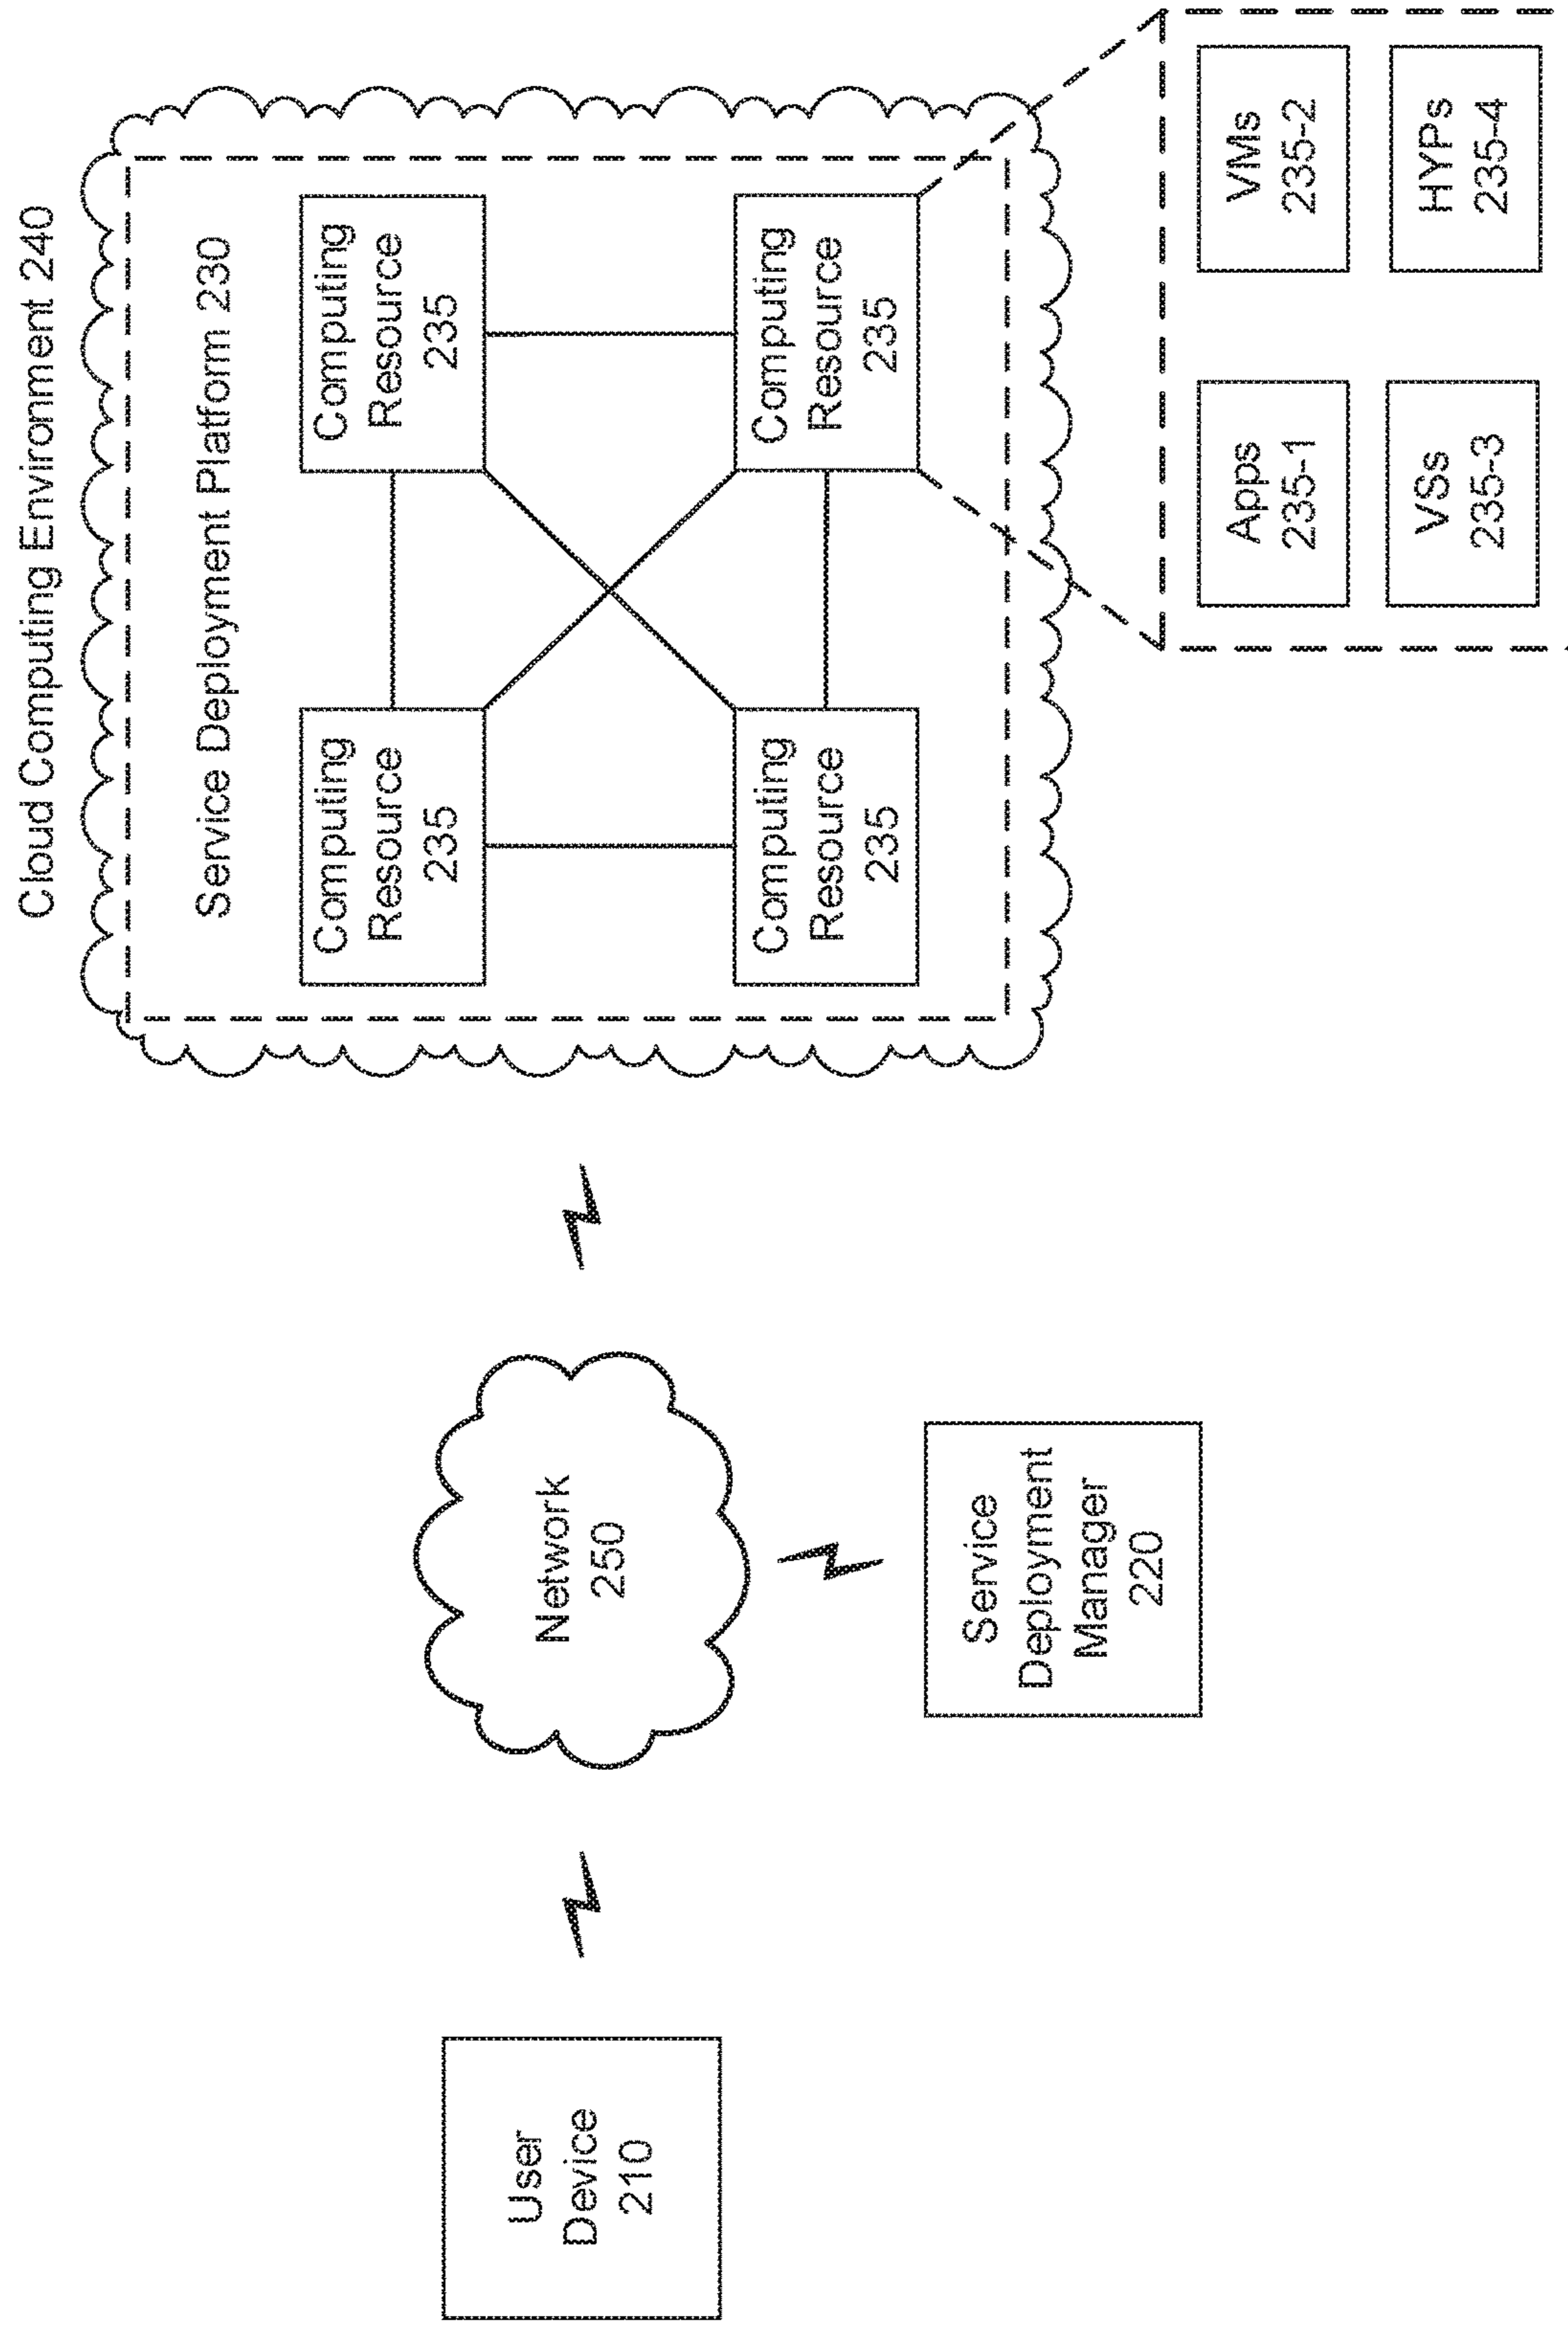 Cloud Computing Environment 240
Service Deployment Platform 230
Computing
Resource
235
Computing
Resource
235
Computing
Resource
235
Computing
Resource
235
Network
250
User
Device
210
Service
Deployment
Manager
220
Apps
235-1
VMs
235-2
VSs
235-3
HYPs
235-4